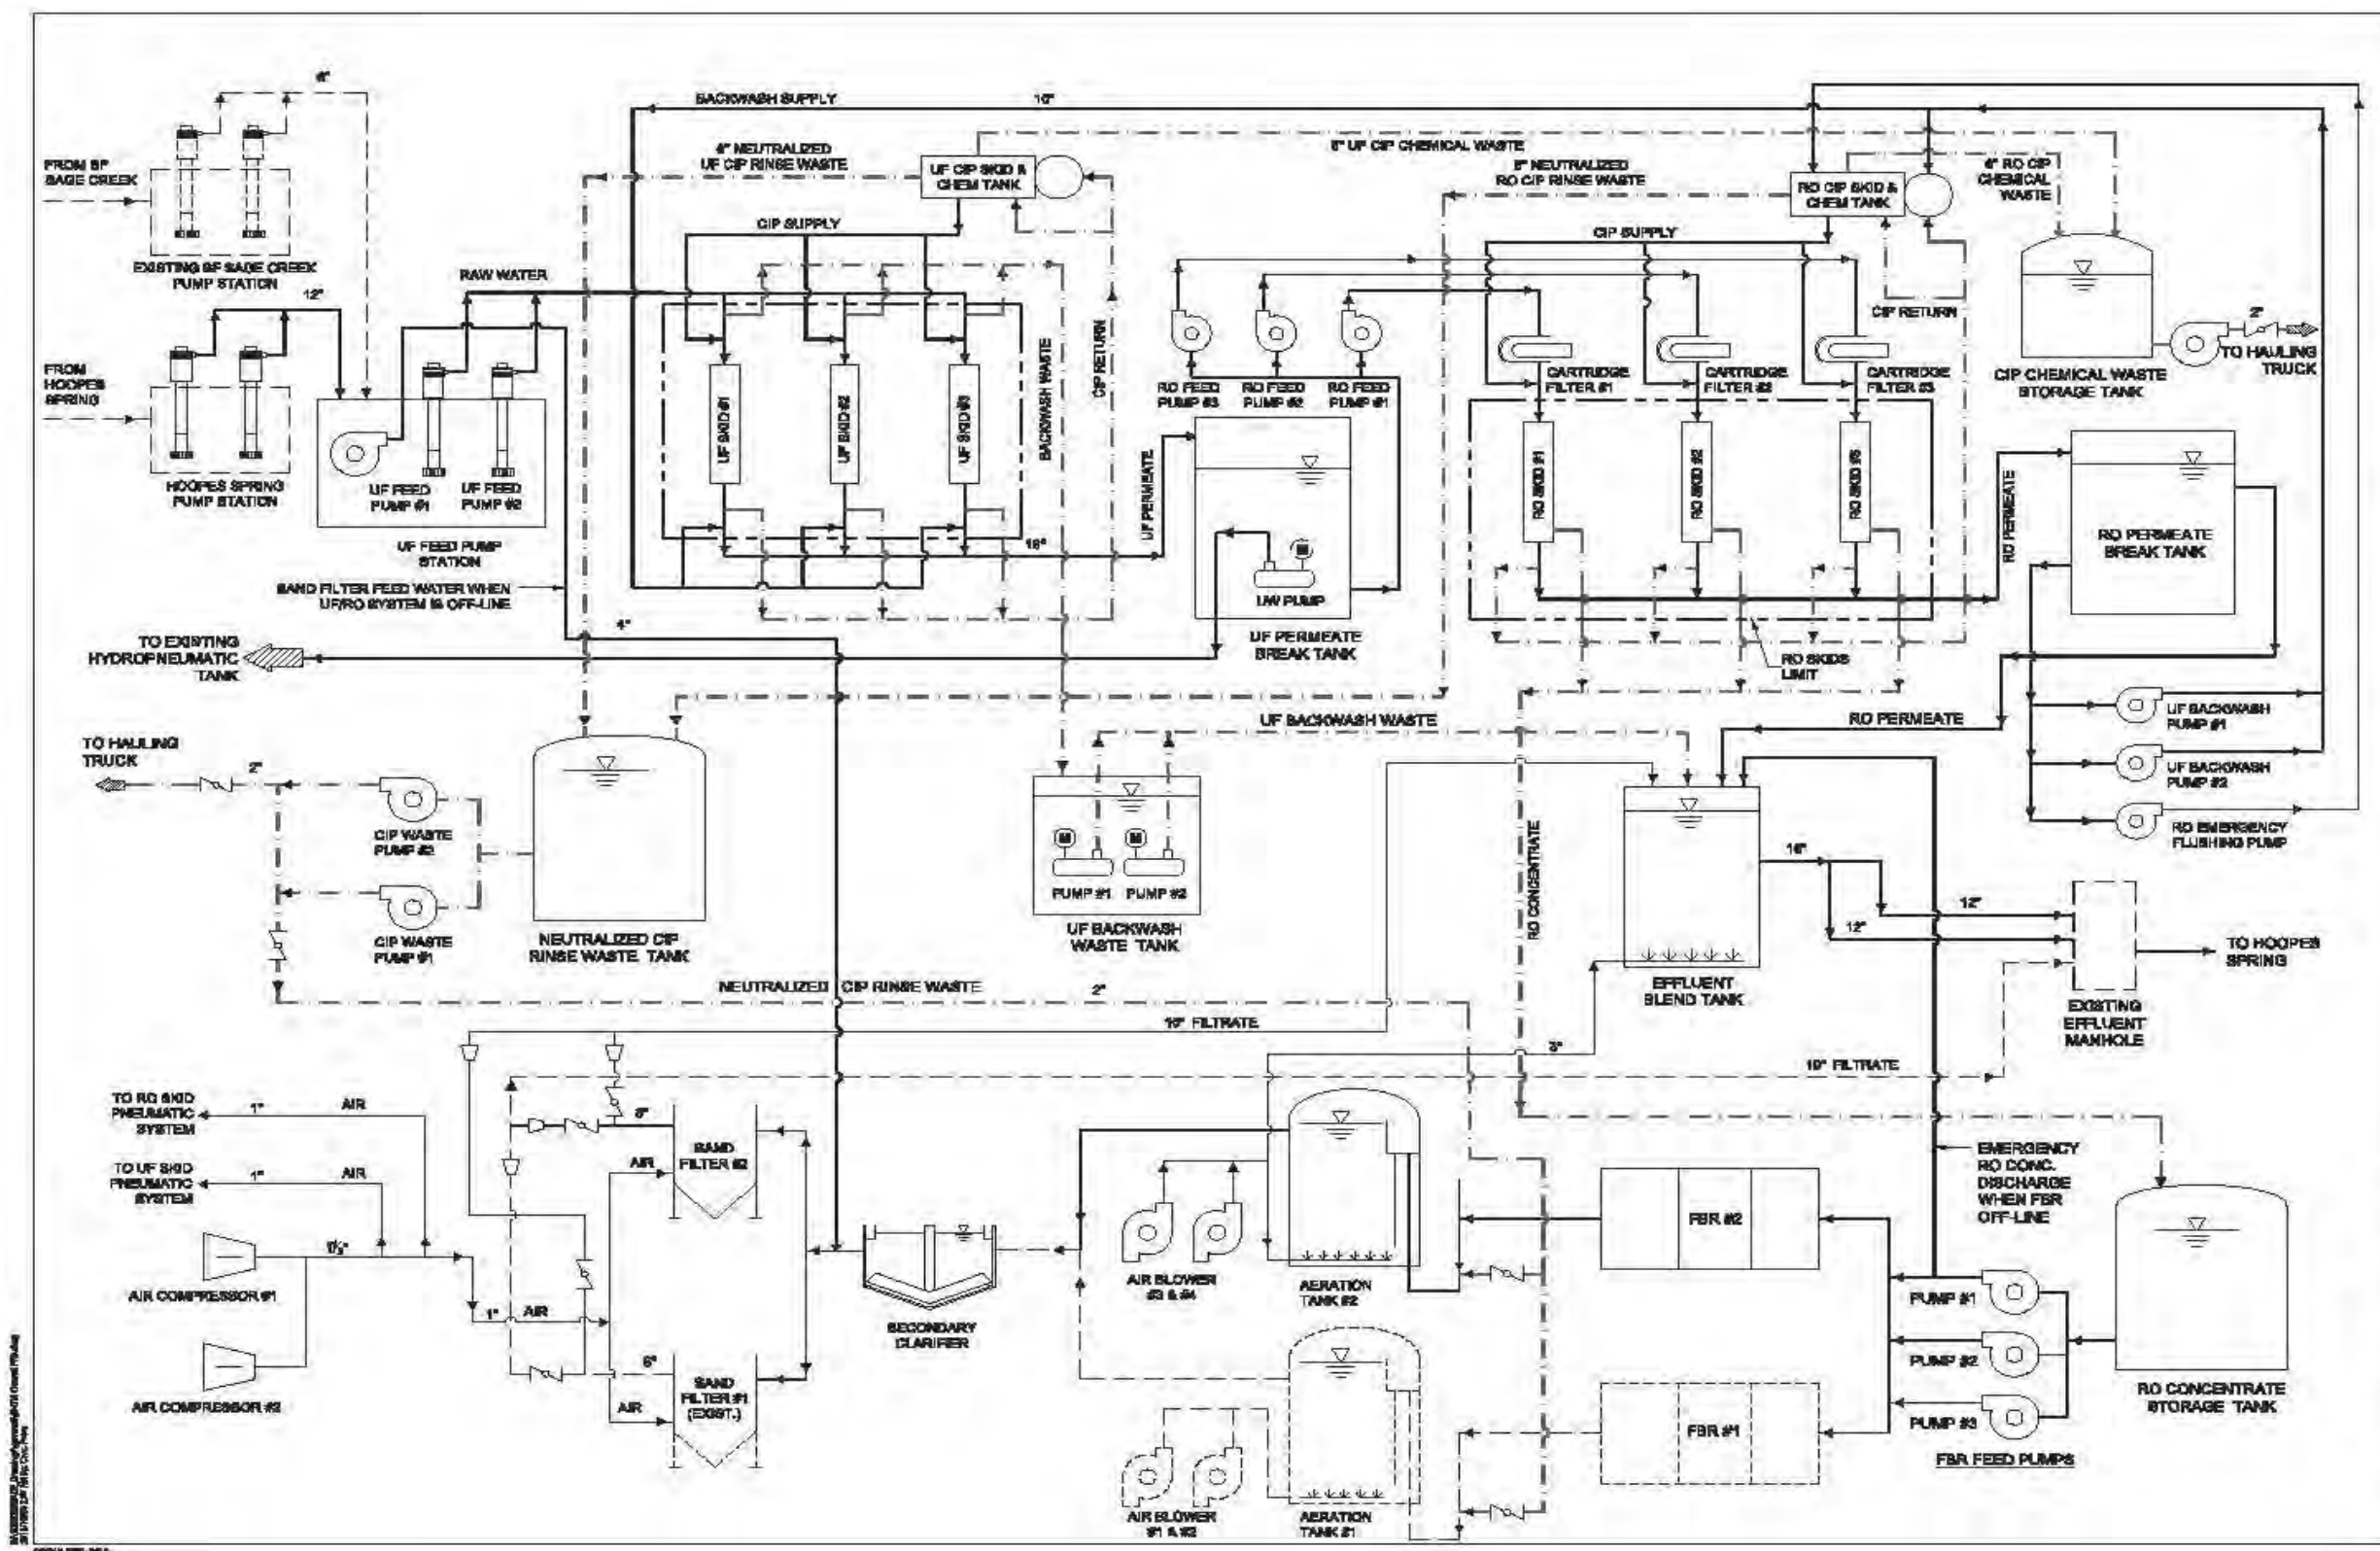 6"
BACKWASH SUPPLY
10"
FROM SF
SAGE CREEK
4" NEUTRALIZED
UF CIP RINSE WASTE
UF CIP SKID &
CHEM TANK
6" UF CIP CHEMICAL WASTE
8" NEUTRALIZED
RO CIP RINSE WASTE
RO CIP SKID &
CHEM TANK
6" RO CIP
CHEMICAL
WASTE
CIP SUPPLY
CIP SUPPLY
EXISTING SF SAGE CREEK
PUMP STATION
12"
RAW WATER
CIP RETURN
BACKWASH WASTE
CIP RETURN
2"
TO HAULING
TRUCK
CIP CHEMICAL WASTE
STORAGE TANK
FROM
HOOPES
SPRING
HOOPES SPRING
PUMP STATION
UF FEED
PUMP #1
UF FEED
PUMP #2
UF FEED PUMP
STATION
UF SKID #1
UF SKID #2
UF SKID #3
RO FEED
PUMP #3
RO FEED
PUMP #2
RO FEED
PUMP #1
CARTRIDGE
FILTER #1
CARTRIDGE
FILTER #2
CARTRIDGE
FILTER #3
RO SKID #1
RO SKID #2
RO SKID #3
UF PERMEATE
RO PERMEATE
RO PERMEATE
BREAK TANK
SAND FILTER FEED WATER WHEN
UF/RO SYSTEM IS OFF-LINE
M
UW PUMP
UF PERMEATE
BREAK TANK
4"
TO EXISTING
HYDROPNEUMATIC
TANK
RO SKIDS
LIMIT
UF BACKWASH WASTE
RO PERMEATE
UF BACKWASH
PUMP #1
UF BACKWASH
PUMP #2
RO EMERGENCY
FLUSHING PUMP
TO HAULING
TRUCK
2"
CIP WASTE
PUMP #2
CIP WASTE
PUMP #1
NEUTRALIZED CIP
RINSE WASTE TANK
M
M
PUMP #1
PUMP #2
UF BACKWASH
WASTE TANK
RO CONCENTRATE
16"
12"
12"
EFFLUENT
BLEND TANK
TO HOOPES
SPRING
EXISTING
EFFLUENT
MANHOLE
NEUTRALIZED CIP RINSE WASTE
2"
10" FILTRATE
10" FILTRATE
TO RO SKID
PNEUMATIC
SYSTEM
1"
AIR
TO UF SKID
PNEUMATIC
SYSTEM
1"
AIR
AIR
SAND
FILTER #2
1"
AIR
AIR COMPRESSOR #1
AIR COMPRESSOR #2
6"
SAND
FILTER #1
(EXIST.)
AIR
SECONDARY
CLARIFIER
AIR BLOWER
#3 & #4
AERATION
TANK #2
AIR BLOWER
#1 & #2
AERATION
TANK #1
FBR #2
FBR #1
EMERGENCY
RO CONC.
DISCHARGE
WHEN FBR
OFF-LINE
PUMP #1
PUMP #2
PUMP #3
FBR FEED PUMPS
RO CONCENTRATE
STORAGE TANK